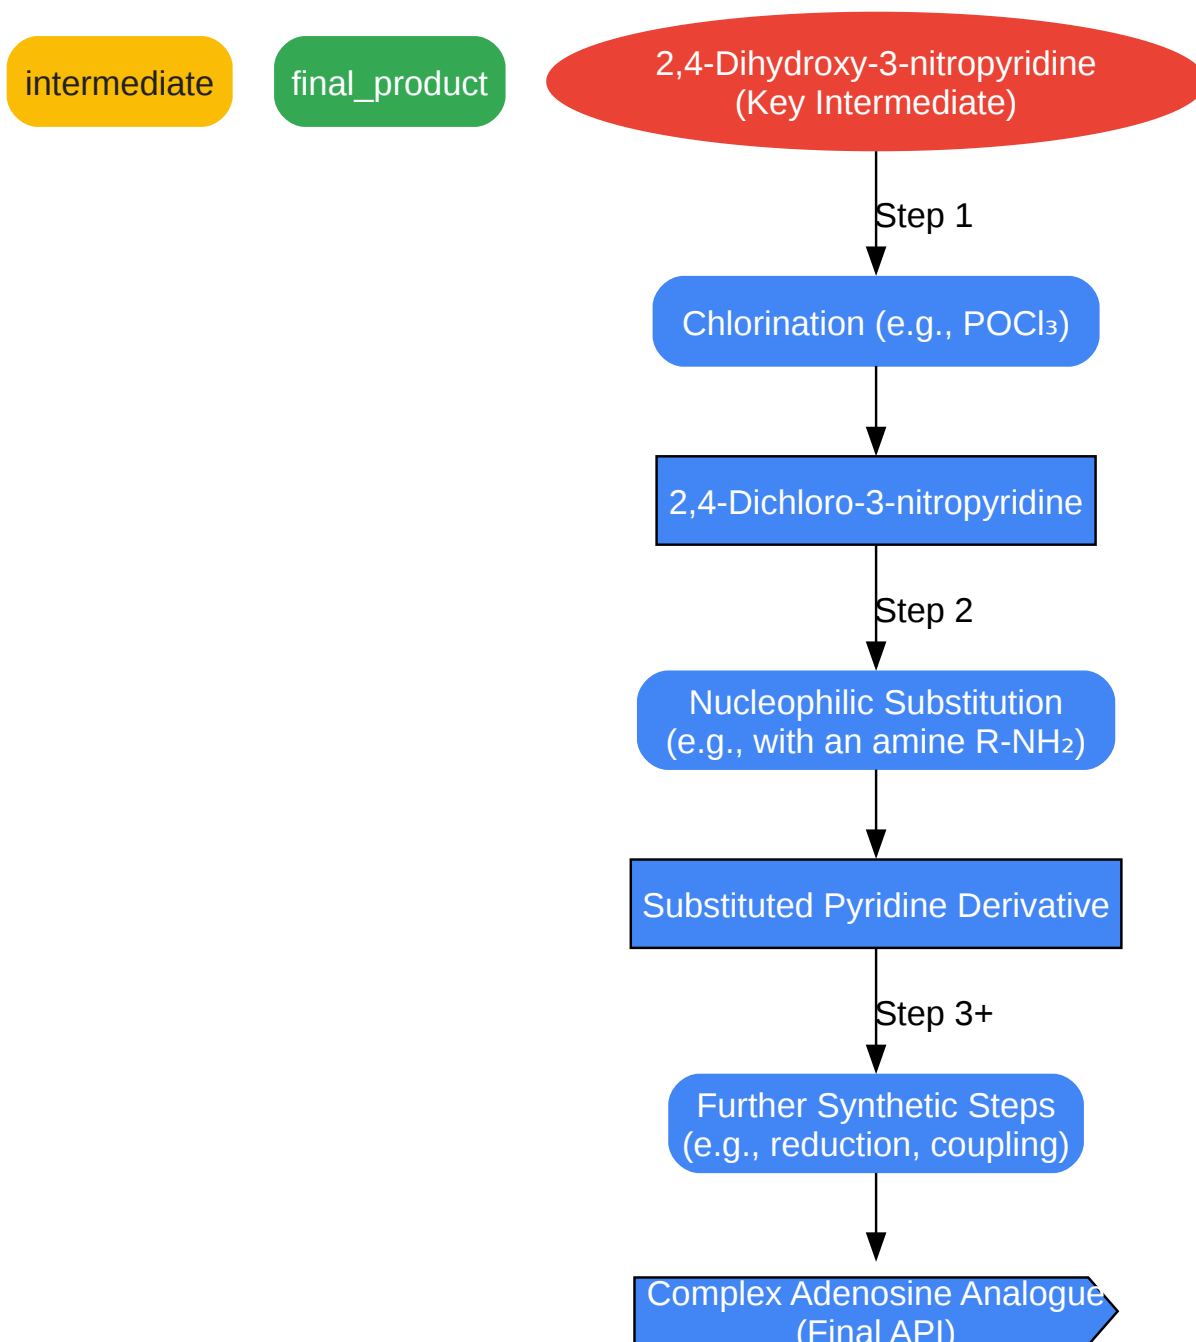 intermediate
final_product
2,4-Dihydroxy-3-nitropyridine
(Key Intermediate)
Step 1
Chlorination (e.g., POCl₃)
2,4-Dichloro-3-nitropyridine
Step 2
Nucleophilic Substitution
(e.g., with an amine R-NH₂)
Substituted Pyridine Derivative
Step 3+
Further Synthetic Steps
(e.g., reduction, coupling)
Complex Adenosine Analogue
(Final API)